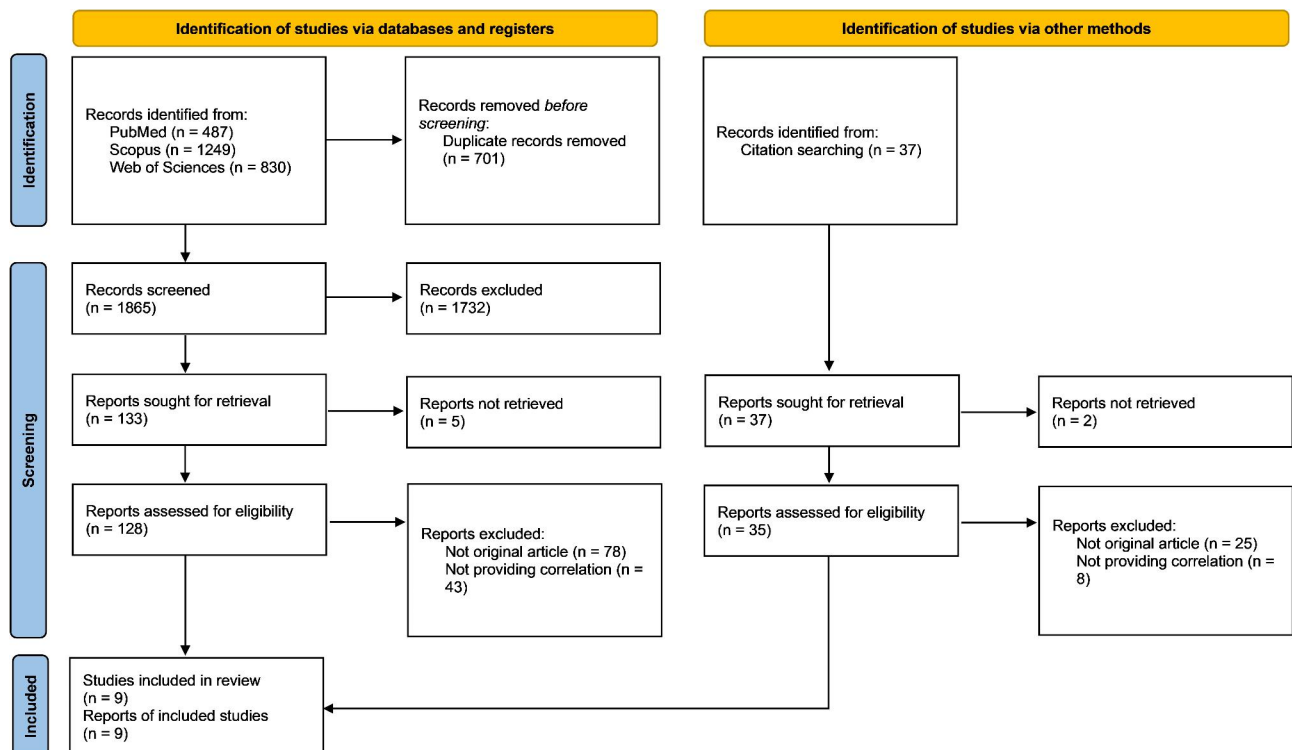 Identification of studies via databases and registers
Identification of studies via other methods
Identification
Records identified from:
PubMed (n = 487)
Scopus (n = 1249)
Web of Sciences (n = 830)
Records removed before
screening:
Duplicate records removed
(n = 701)
Records identified from:
Citation searching (n = 37)
Screening
Records screened
(n = 1865)
Records excluded
(n = 1732)
Reports sought for retrieval
(n = 133)
Reports not retrieved
(n = 5)
Reports sought for retrieval
(n = 37)
Reports not retrieved
(n = 2)
Reports assessed for eligibility
(n = 128)
Reports excluded:
Not original article (n = 78)
Not providing correlation (n =
43)
Reports assessed for eligibility
(n = 35)
Reports excluded:
Not original article (n = 25)
Not providing correlation (n =
8)
Included
Studies included in review
(n = 9)
Reports of included studies
(n = 9)